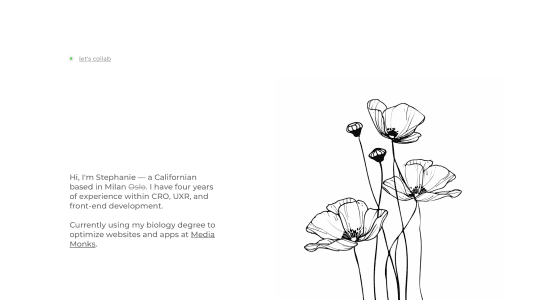 ☀ let's collab
Hi, I'm Stephanie — a Californian
based in Milan Oslo. I have four years
of experience within CRO, UXR, and
front-end development.
Currently using my biology degree to
optimize websites and apps at Media
Monks.